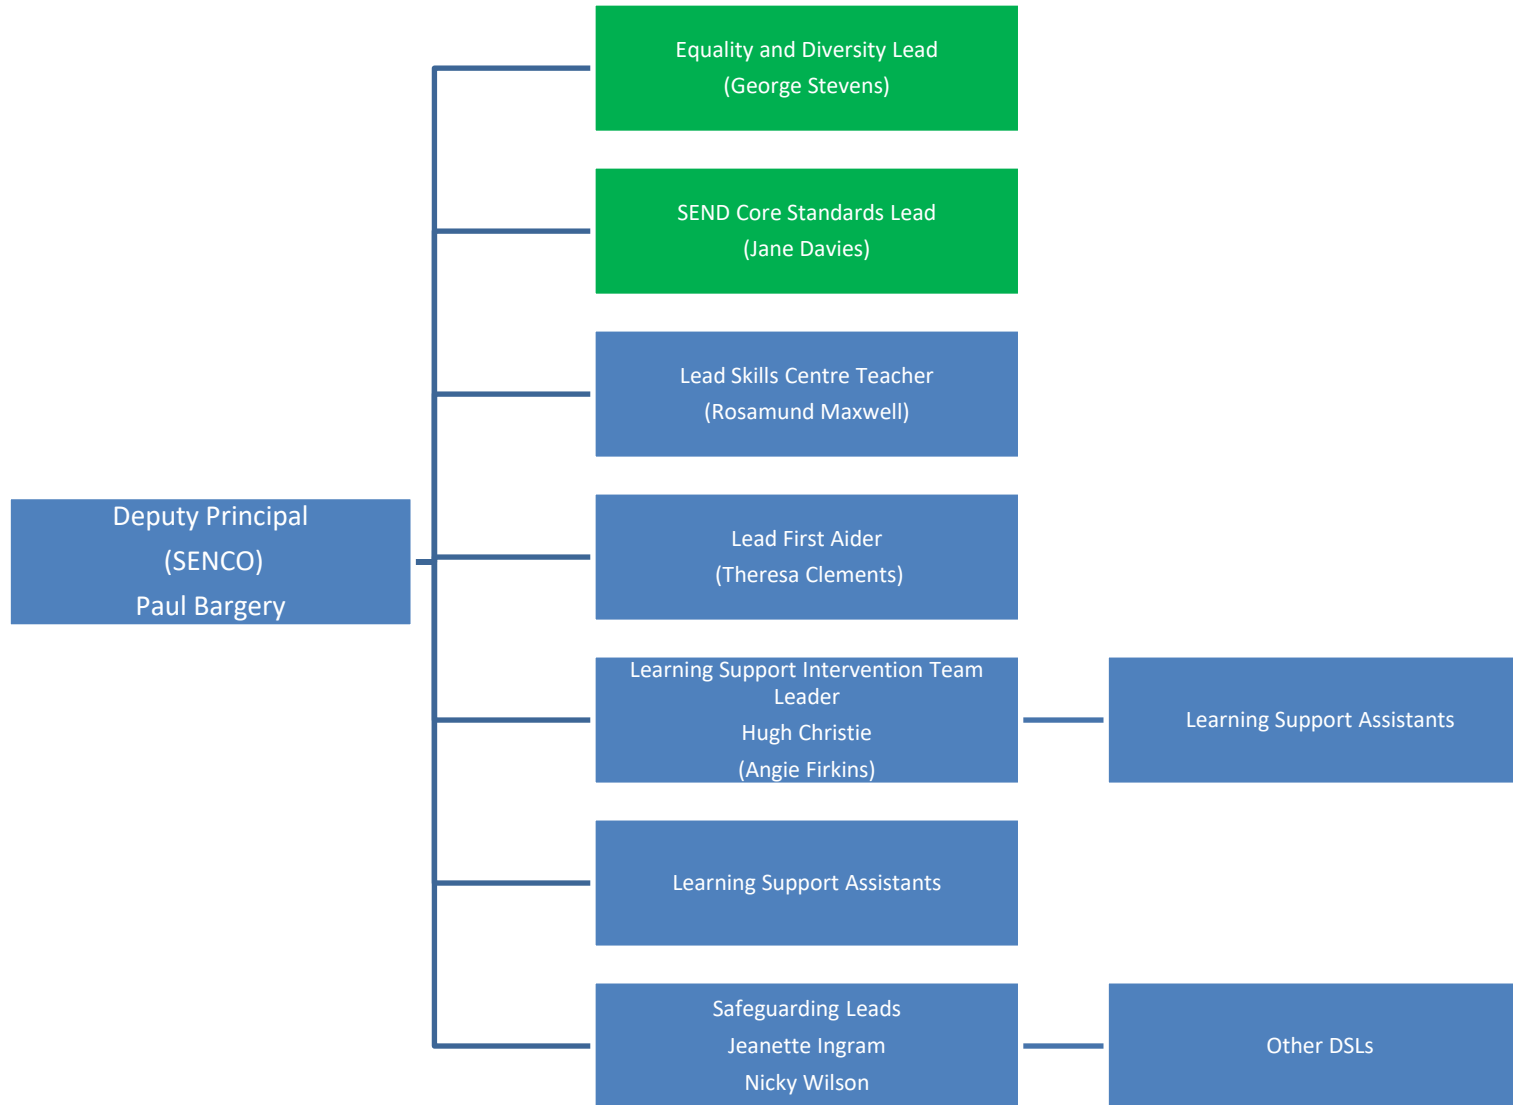 Equality and Diversity Lead
(George Stevens)
SEND Core Standards Lead
(Jane Davies)
Lead Skills Centre Teacher
(Rosamund Maxwell)
Deputy Principal
(SENCO)
Paul Bargery
Lead First Aider
(Theresa Clements)
Learning Support Intervention Team
Leader
Hugh Christie
(Angie Firkins)
Learning Support Assistants
Learning Support Assistants
Safeguarding Leads
Jeanette Ingram
Nicky Wilson
Other DSLs